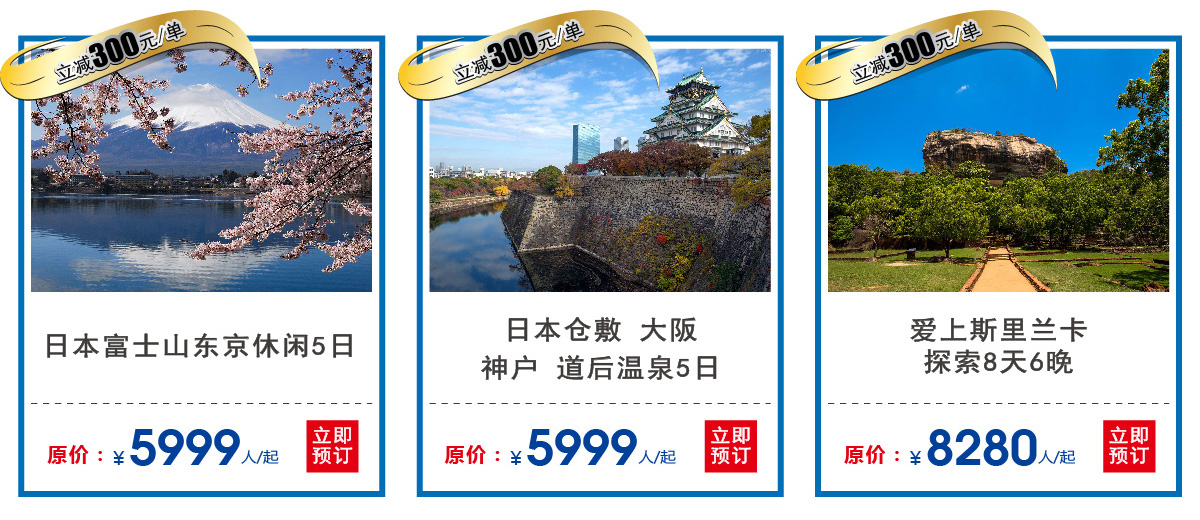 立减300元/单
日本富士山东京休闲5日
原价：¥5999人/起
立即
预订
立减300元/单
日本仓敷 大阪
神户 道后温泉5日
原价：¥5999人/起
立即
预订
立减300元/单
爱上斯里兰卡
探索8天6晚
原价：¥8280人/起
立即
预订